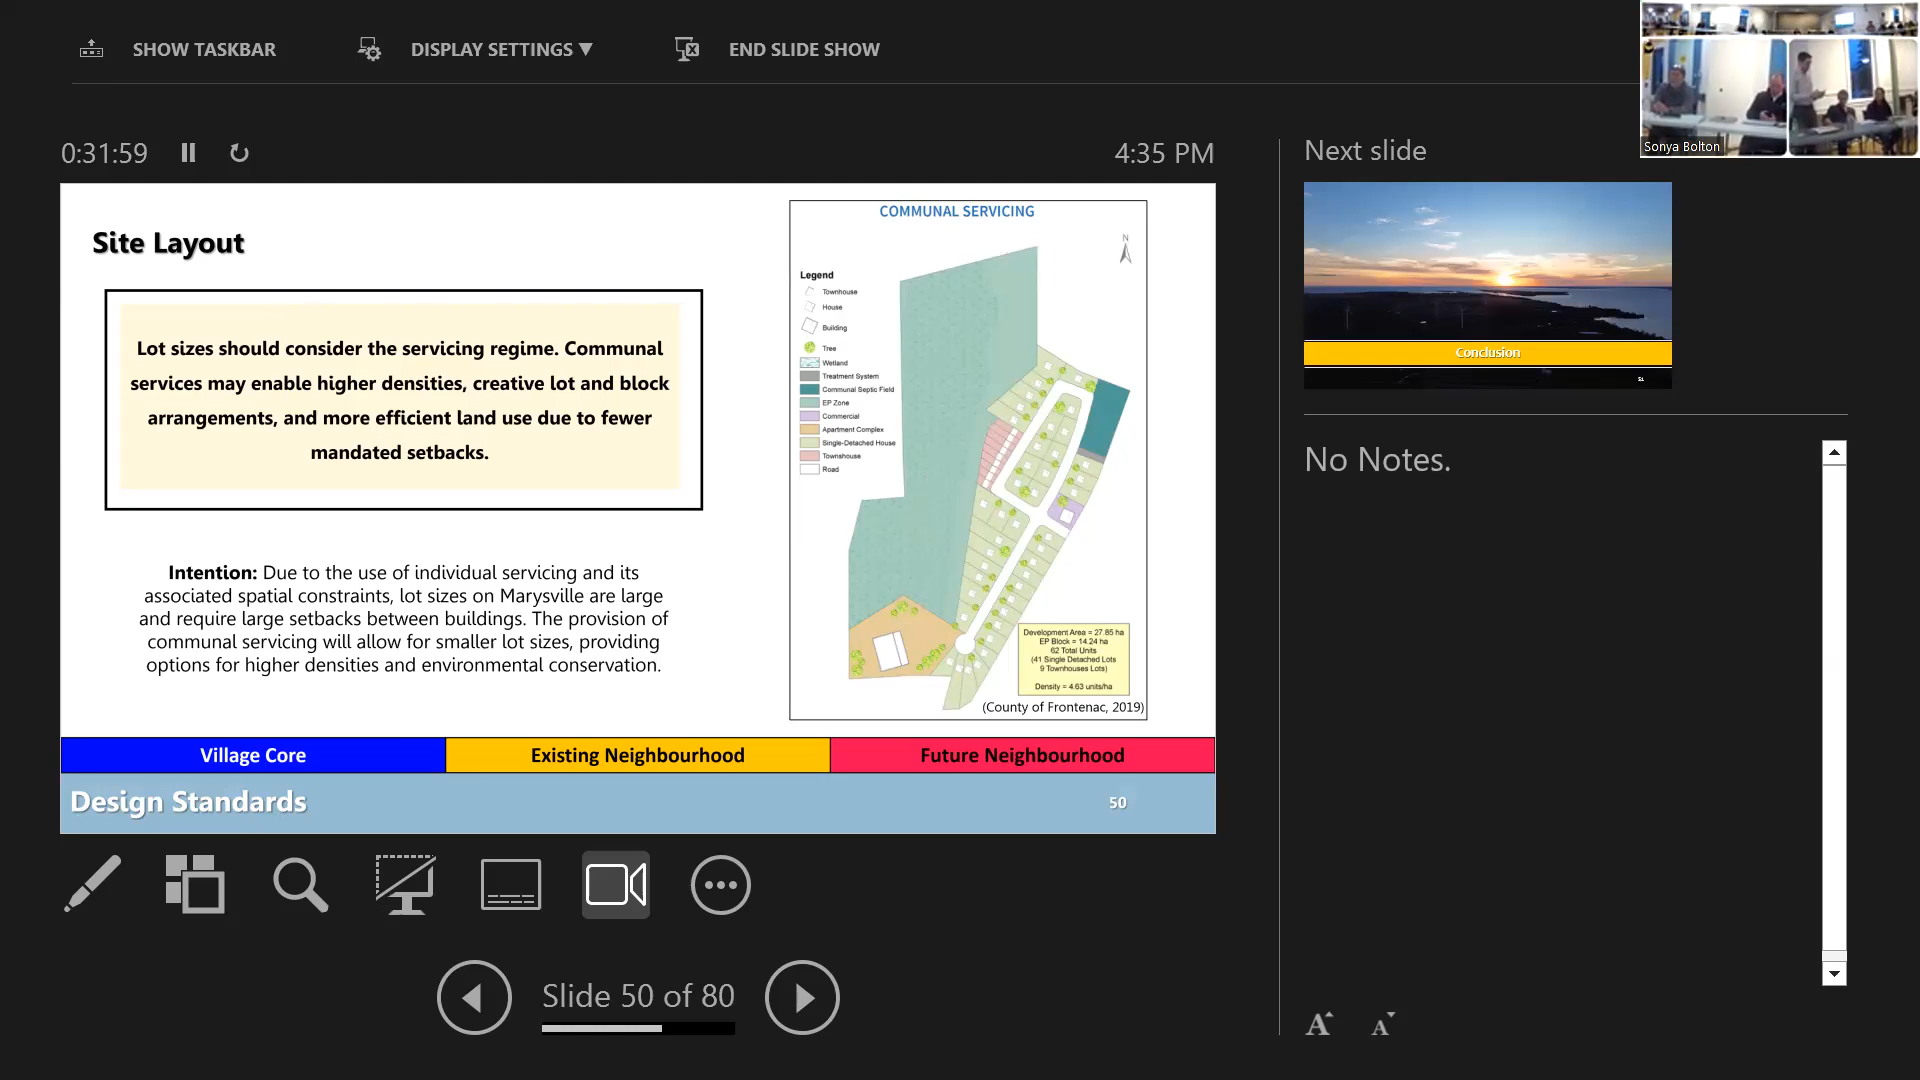 SHOW TASKBAR
DISPLAY SETTINGS ▼
END SLIDE SHOW
Sonya Bolton
0:31:59
4:35 PM
Next slide
Site Layout
Lot sizes should consider the servicing regime. Communal
services may enable higher densities, creative lot and block
arrangements, and more efficient land use due to fewer
mandated setbacks.
Intention: Due to the use of individual servicing and its
associated spatial constraints, lot sizes on Marysville are large
and require large setbacks between buildings. The provision of
communal servicing will allow for smaller lot sizes, providing
options for higher densities and environmental conservation.
COMMUNAL SERVICING
N
Legend
Townhouse
House
Building
Tree
Wetland
Treatment System
Communal Septic Field
EP Zone
Commercial
Apartment Complex
Single-Detached House
Townshouse
Road
Development Area = 27.85 ha
EP Block = 14.24 ha
62 Total Units
(41 Single Detached Lots
9 Townhouses Lots)
Density = 4.63 units/ha
(County of Frontenac, 2019)
Village Core
Existing Neighbourhood
Future Neighbourhood
Design Standards
50
Conclusion
51
No Notes.
Slide 50 of 80
A
A